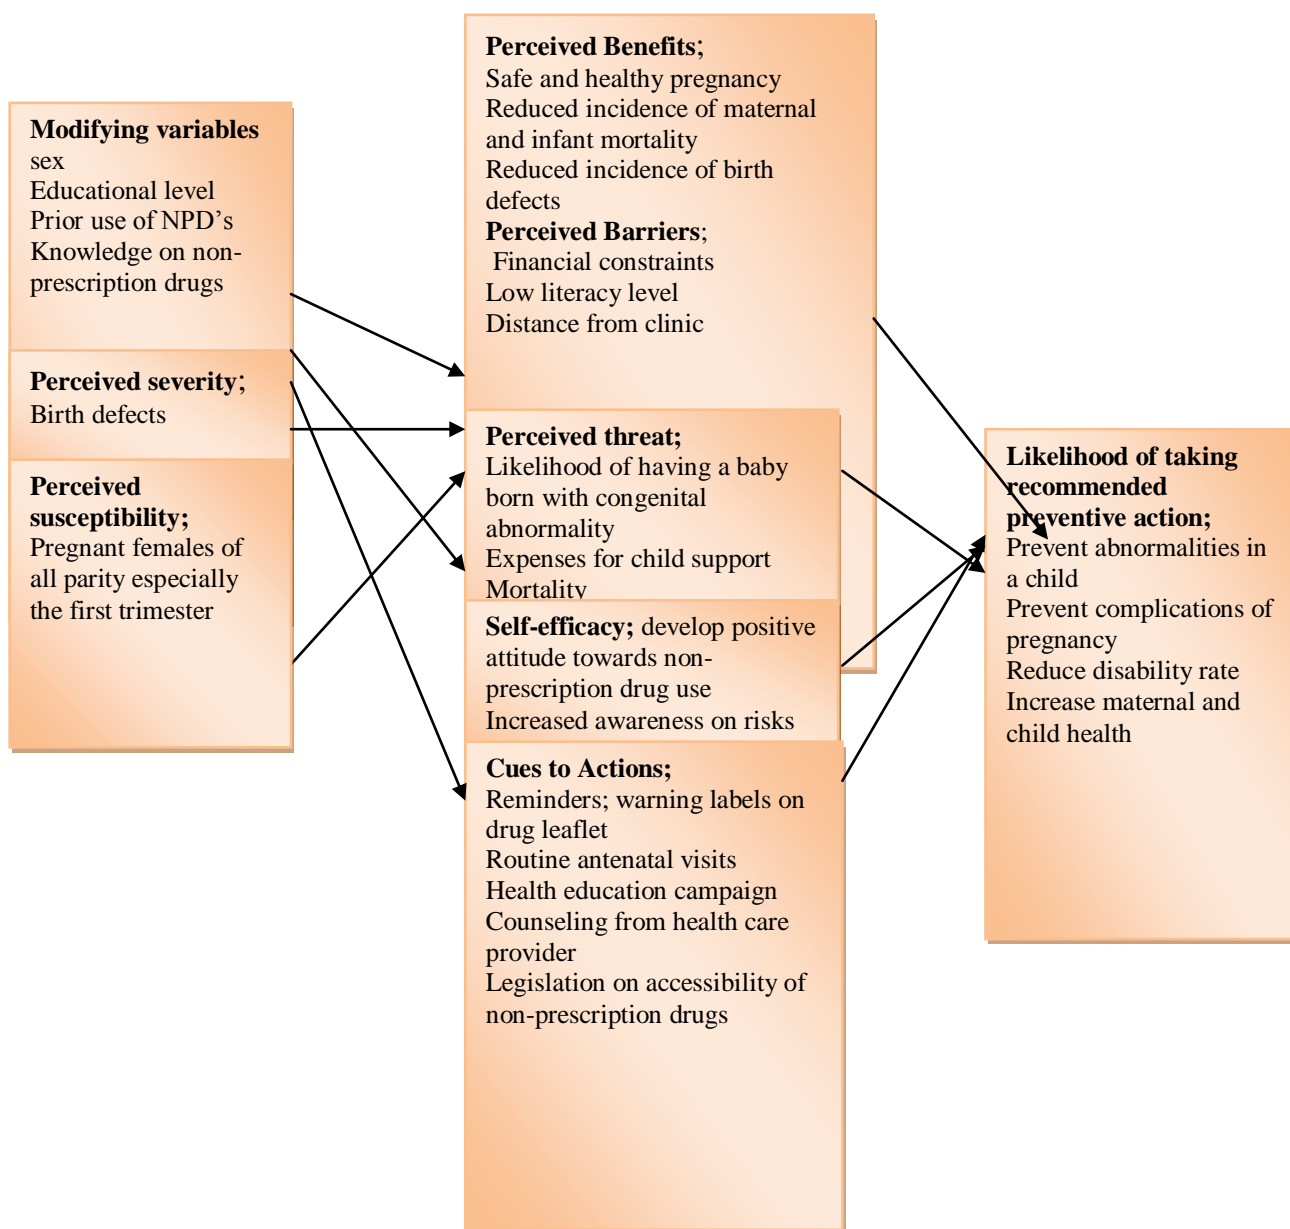 Modifying variables
sex
Educational level
Prior use of NPD’s
Knowledge on non-
prescription drugs
Perceived severity;
Birth defects
Perceived
susceptibility;
Pregnant females of
all parity especially
the first trimester
Perceived Benefits;
Safe and healthy pregnancy
Reduced incidence of maternal
and infant mortality
Reduced incidence of birth
defects
Perceived Barriers;
Financial constraints
Low literacy level
Distance from clinic
Perceived threat;
Likelihood of having a baby
born with congenital
abnormality
Expenses for child support
Mortality
Self-efficacy; develop positive
attitude towards non-
prescription drug use
Increased awareness on risks
Cues to Actions;
Reminders; warning labels on
drug leaflet
Routine antenatal visits
Health education campaign
Counseling from health care
provider
Legislation on accessibility of
non-prescription drugs
Likelihood of taking
recommended
preventive action;
Prevent abnormalities in
a child
Prevent complications of
pregnancy
Reduce disability rate
Increase maternal and
child health